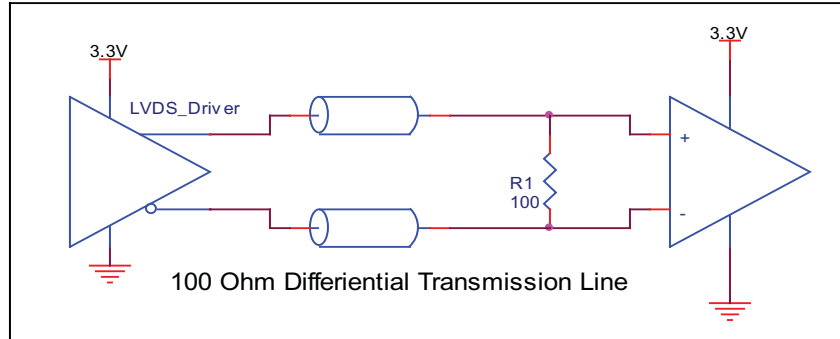 3.3V
3.3V
LVDS_Driver
+
R1
100
-
100 Ohm Differiential Transmission Line